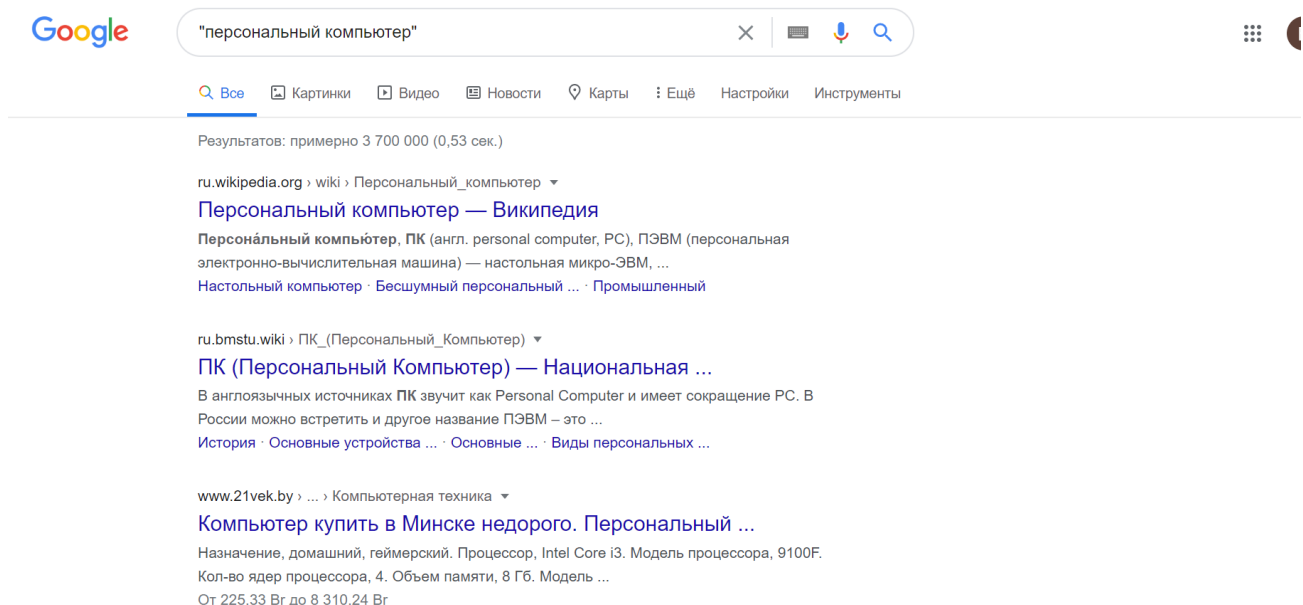 Google
"персональный компьютер"
Все Картинки Видео Новости Карты Ещё Настройки Инструменты
Результатов: примерно 3 700 000 (0,53 сек.)
ru.wikipedia.org › wiki › Персональный_компьютер
Персональный компьютер — Википедия
Персона́льный компью́тер, ПК (англ. personal computer, PC), ПЭВМ (персональная
электронно-вычислительная машина) — настольная микро-ЭВМ, ...
Настольный компьютер · Бесшумный персональный ... · Промышленный
ru.bmstu.wiki › ПК_(Персональный_Компьютер)
ПК (Персональный Компьютер) — Национальная ...
В англоязычных источниках ПК звучит как Personal Computer и имеет сокращение PC. В
России можно встретить и другое название ПЭВМ – это ...
История · Основные устройства ... · Основные ... · Виды персональных ...
www.21vek.by › ... › Компьютерная техника
Компьютер купить в Минске недорого. Персональный ...
Назначение, домашний, геймерский. Процессор, Intel Core i3. Модель процессора, 9100F.
Кол-во ядер процессора, 4. Объем памяти, 8 Гб. Модель ...
От 225,33 Br до 8 310,24 Br